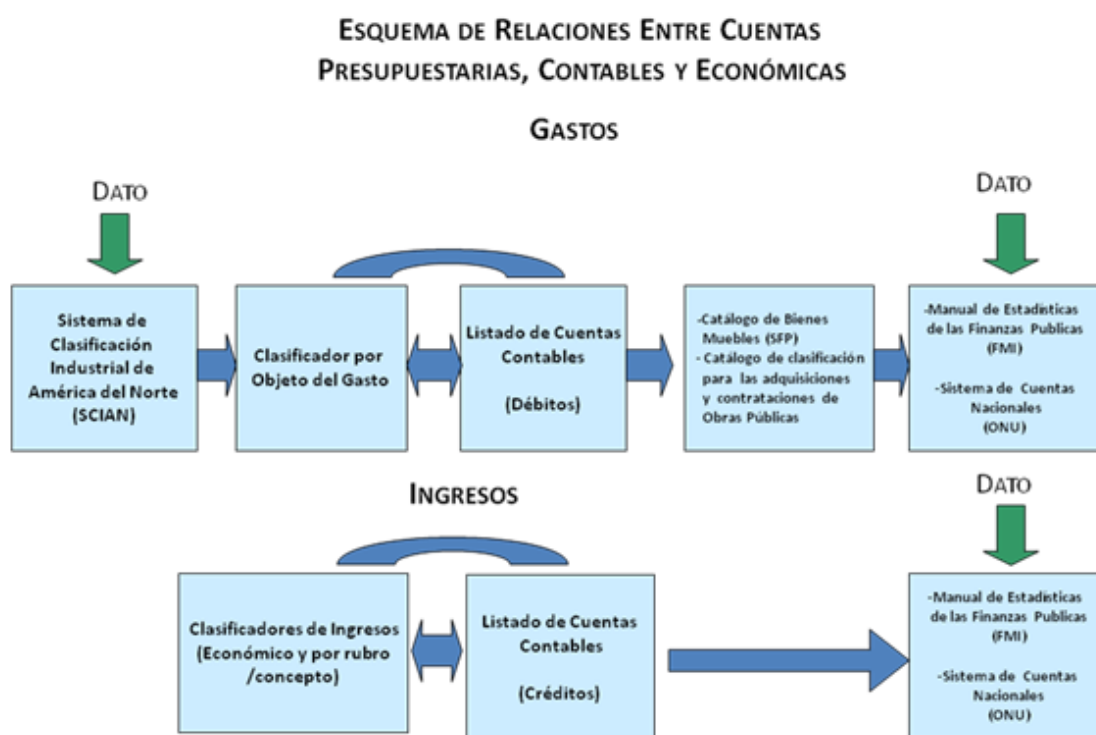 ESQUEMA DE RELACIONES ENTRE CUENTAS
PRESUPUESTARIAS, CONTABLES Y ECONÓMICAS
GASTOS
DATO
DATO
Sistema de
Clasificación
Industrial de
América del Norte
(SCIAN)
Clasificador por
Objeto del Gasto
Listado de Cuentas
Contables
(Débitos)
-Catálogo de Bienes
Muebles (SFP)
- Catálogo de clasificación
para las adquisiciones
y contrataciones de
Obras Públicas
-Manual de Estadísticas
de las Finanzas Publicas
(FMI)
-Sistema de Cuentas
Nacionales
(ONU)
INGRESOS
DATO
Clasificadores de Ingresos
(Económico y por rubro
/concepto)
Listado de Cuentas
Contables
(Créditos)
-Manual de Estadísticas
de las Finanzas Publicas
(FMI)
-Sistema de Cuentas
Nacionales
(ONU)